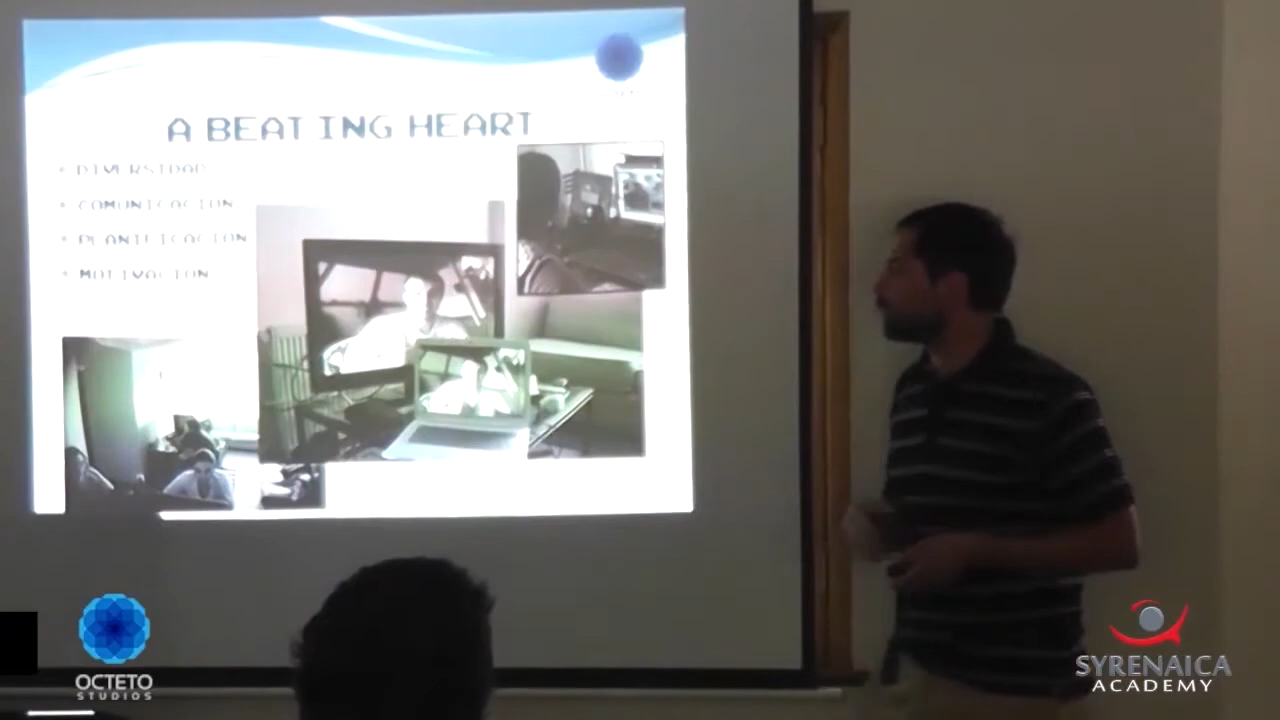 A BEATING HEART
* DIVERSIDAD
* COMUNICACION
* PLANIFICACION
* MOTIVACION
OCTETO
STUDIOS
SYRENAICA
ACADEMY